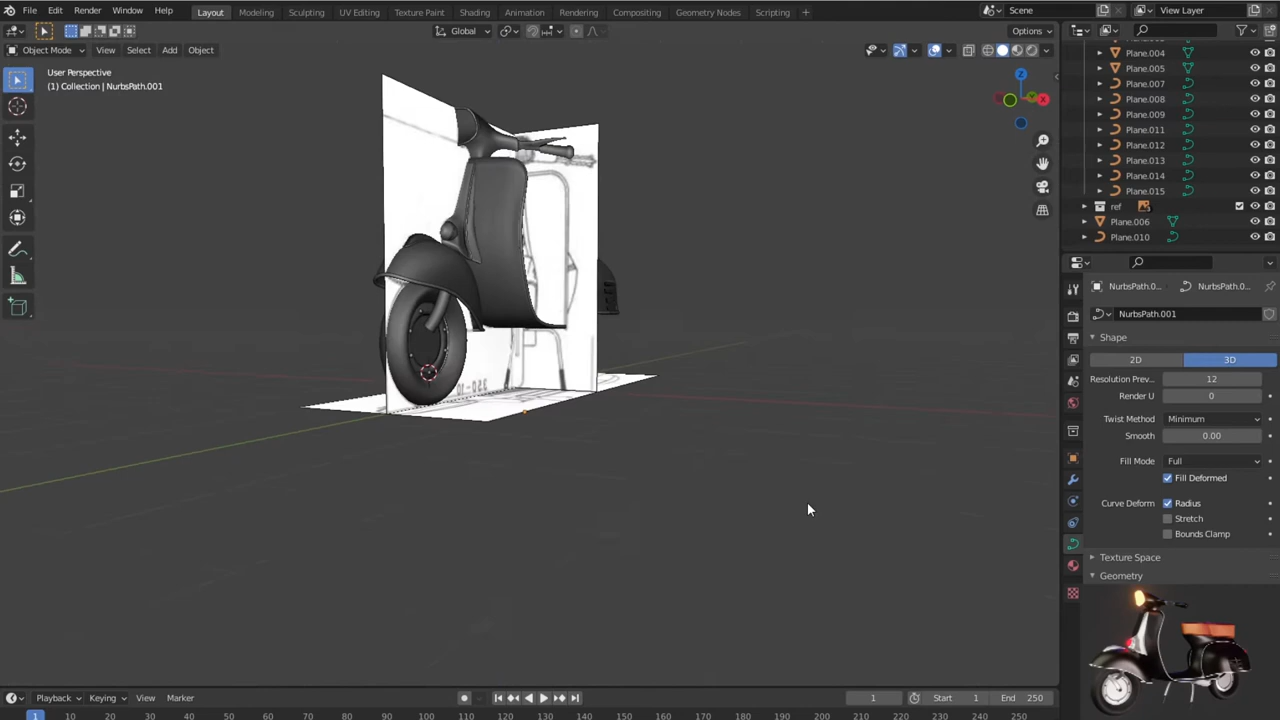 File Edit Render Window Help Layout Modeling Sculpting UV Editing Texture Paint Shading Animation Rendering Compositing Geometry Nodes Scripting + Scene View Layer
Global Options
Object Mode View Select Add Object
User Perspective
(1) Collection | NurbsPath.001
Z
X
Y
Plane.004
Plane.005
Plane.007
Plane.008
Plane.009
Plane.011
Plane.012
Plane.013
Plane.014
Plane.015
ref
Plane.006
Plane.010
NurbsPath.0... NurbsPath.0...
NurbsPath.001
Shape
2D 3D
Resolution Prev... 12
Render U 0
Twist Method Minimum
Smooth 0.00
Fill Mode Full
Fill Deformed
Curve Deform Radius
Stretch
Bounds Clamp
Texture Space
Geometry
Playback Keying View Marker 1 Start 1 End 250
1 10 20 30 40 50 60 70 80 90 100 110 120 130 140 150 160 170 180 190 200 210 220 230 240 250